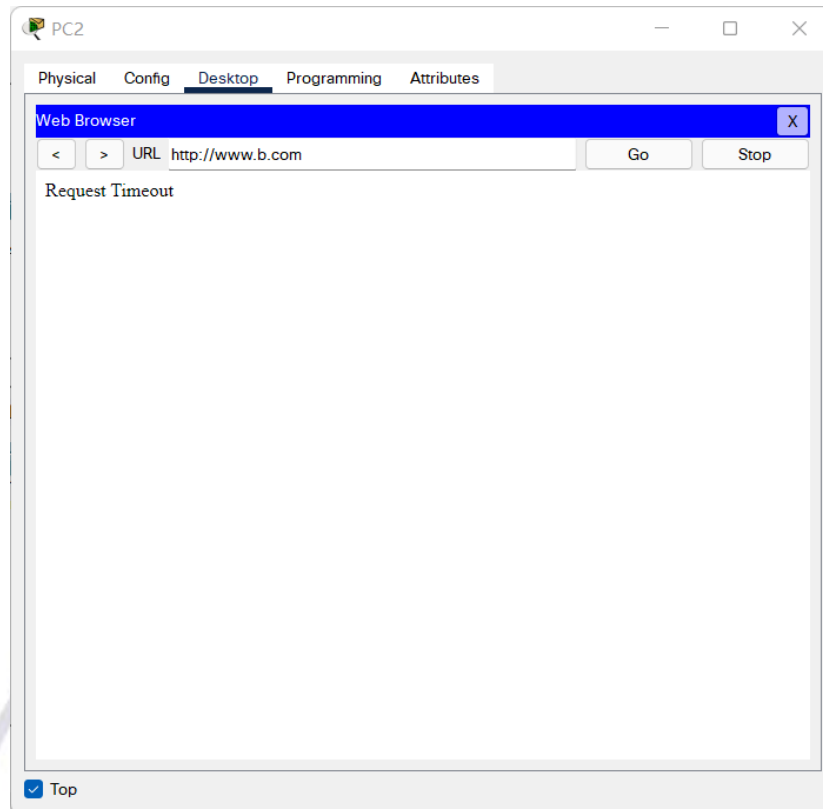 PC2
Physical Config Desktop Programming Attributes
Web Browser X
< > URL http://www.b.com Go Stop
Request Timeout
Top